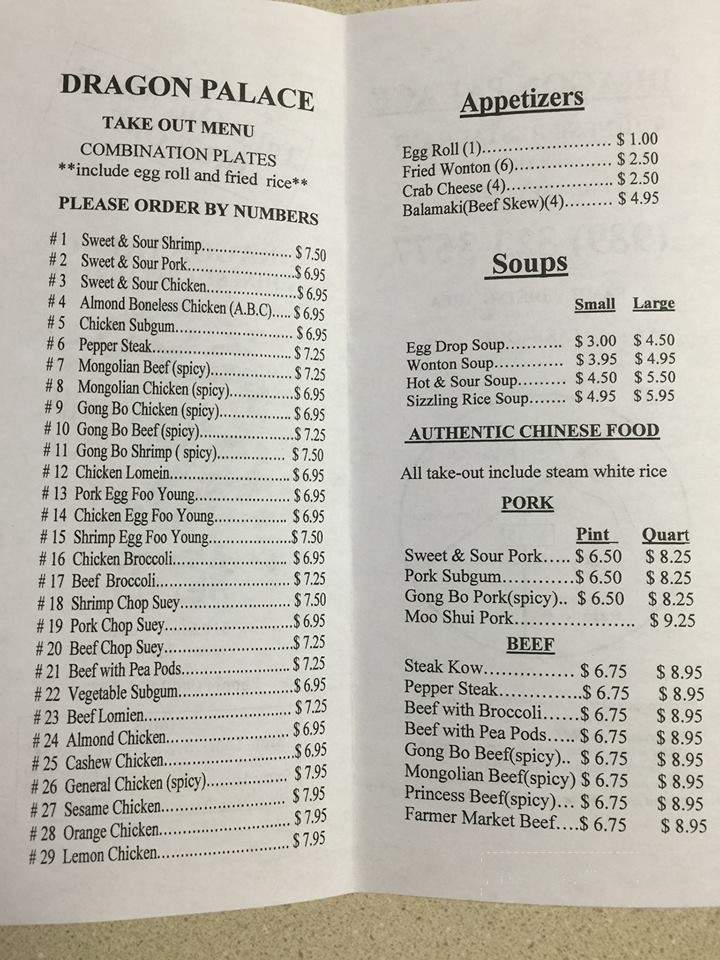 DRAGON PALACE
TAKE OUT MENU
COMBINATION PLATES
**include egg roll and fried rice**
PLEASE ORDER BY NUMBERS
# 1 Sweet & Sour Shrimp..................... $ 7.50
# 2 Sweet & Sour Pork........................ $ 6.95
# 3 Sweet & Sour Chicken.....................$ 6.95
# 4 Almond Boneless Chicken (A.B.C)..... $ 6.95
# 5 Chicken Subgum........................... $ 6.95
# 6 Pepper Steak............................... $ 7.25
# 7 Mongolian Beef (spicy)................... $ 7.25
# 8 Mongolian Chicken (spicy)...............$ 6.95
# 9 Gong Bo Chicken (spicy)................. $ 6.95
# 10 Gong Bo Beef (spicy).....................$ 7.25
# 11 Gong Bo Shrimp ( spicy)................ $ 7.50
# 12 Chicken Lomein........................... $ 6.95
# 13 Pork Egg Foo Young...................... $ 6.95
# 14 Chicken Egg Foo Young................. $ 6.95
# 15 Shrimp Egg Foo Young...................$ 7.50
# 16 Chicken Broccoli.......................... $ 6.95
# 17 Beef Broccoli.............................. $ 7.25
# 18 Shrimp Chop Suey........................ $ 7.50
# 19 Pork Chop Suey...........................$ 6.95
# 20 Beef Chop Suey........................... $ 7.25
# 21 Beef with Pea Pods....................... $ 7.25
# 22 Vegetable Subgum........................$ 6.95
# 23 Beef Lomien............................... $ 7.25
# 24 Almond Chicken.......................... $ 6.95
# 25 Cashew Chicken...........................$ 6.95
# 26 General Chicken (spicy)................. $ 7.95
# 27 Sesame Chicken.......................... $ 7.95
# 28 Orange Chicken........................... $ 7.95
# 29 Lemon Chicken........................... $ 7.95
Appetizers
Egg Roll (1)......................... $ 1.00
Fried Wonton (6)................... $ 2.50
Crab Cheese (4)..................... $ 2.50
Balamaki(Beef Skew)(4)......... $ 4.95
Soups
Small Large
Egg Drop Soup.......... $ 3.00 $ 4.50
Wonton Soup............ $ 3.95 $ 4.95
Hot & Sour Soup........ $ 4.50 $ 5.50
Sizzling Rice Soup....... $ 4.95 $ 5.95
AUTHENTIC CHINESE FOOD
All take-out include steam white rice
PORK
Pint Quart
Sweet & Sour Pork..... $ 6.50 $ 8.25
Pork Subgum............$ 6.50 $ 8.25
Gong Bo Pork(spicy).. $ 6.50 $ 8.25
Moo Shui Pork..................... $ 9.25
BEEF
Steak Kow............... $ 6.75 $ 8.95
Pepper Steak..............$ 6.75 $ 8.95
Beef with Broccoli......$ 6.75 $ 8.95
Beef with Pea Pods..... $ 6.75 $ 8.95
Gong Bo Beef(spicy).. $ 6.75 $ 8.95
Mongolian Beef(spicy) $ 6.75 $ 8.95
Princess Beef(spicy)... $ 6.75 $ 8.95
Farmer Market Beef....$ 6.75 $ 8.95